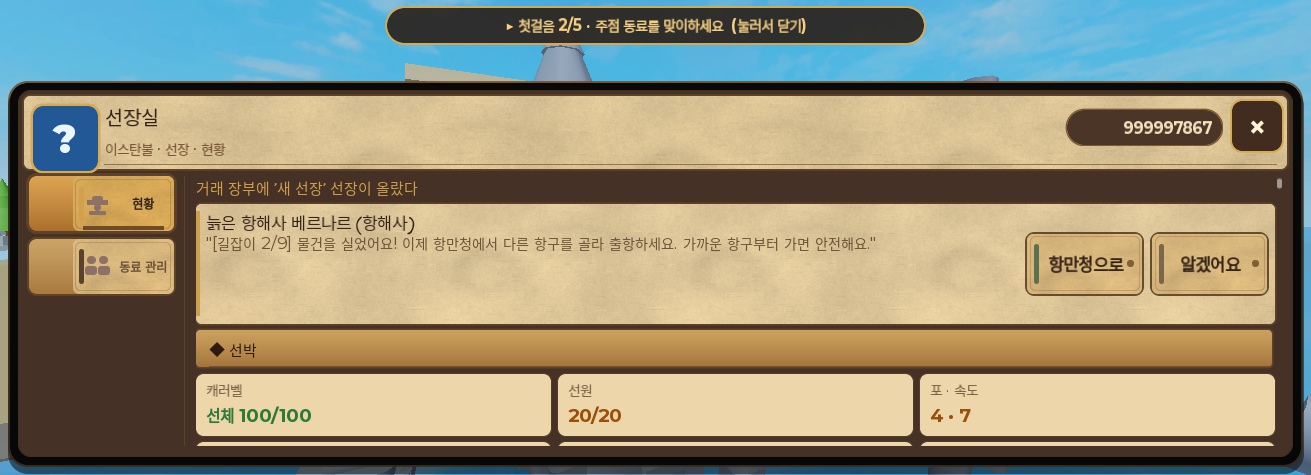 ▸ 첫걸음 2/5 · 주점 동료를 맞이하세요 (눌러서 닫기)
?
선장실
이스탄불 · 선장 · 현황
999997867
×
현황
동료 관리
거래 장부에 '새 선장' 선장이 올랐다
늙은 항해사 베르나르 (항해사)
"[길잡이 2/9] 물건을 실었어요! 이제 항만청에서 다른 항구를 골라 출항하세요. 가까운 항구부터 가면 안전해요."
항만청으로
알겠어요
◆ 선박
캐러벨
선체 100/100
선원
20/20
포 · 속도
4 · 7